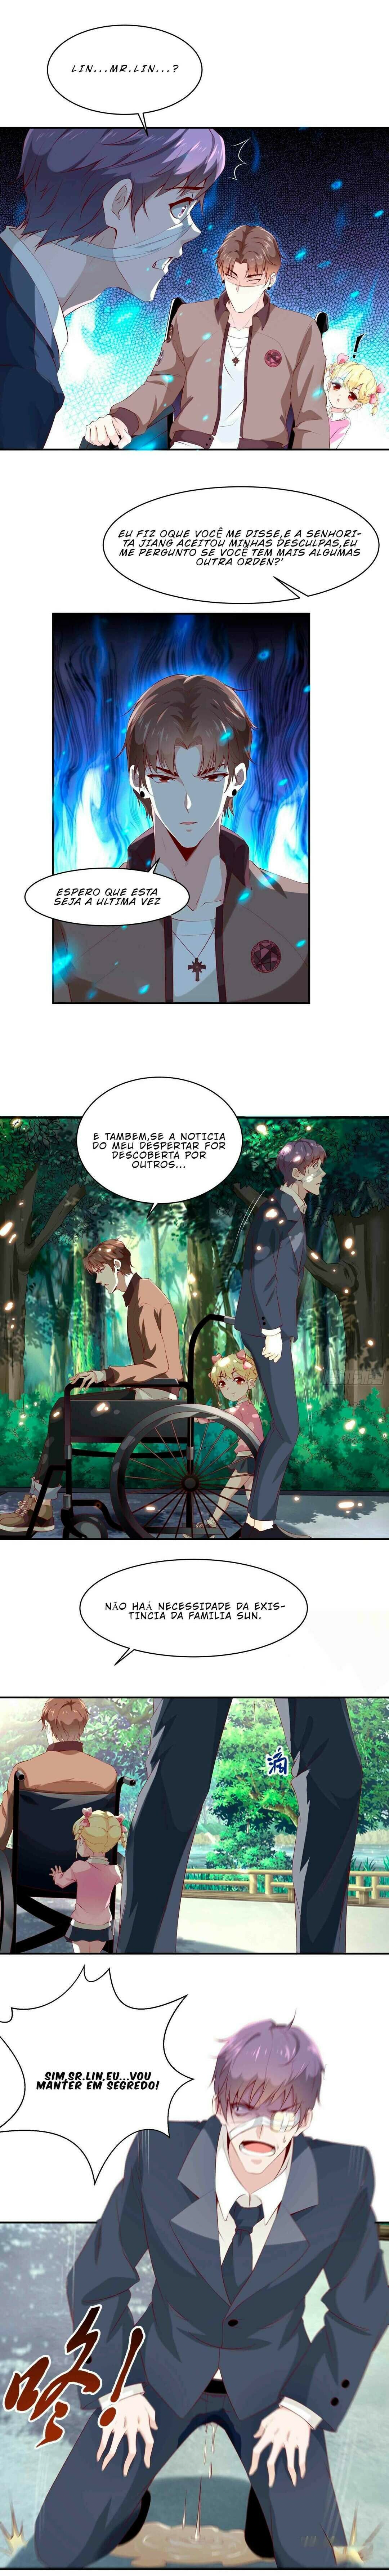 LIN...MR.LIN...?
!
EU FIZ OQUE VOCÊ ME DISSE,E A SENHORI-
TA JIANG ACEITOU MINHAS DESCULPAS,EU
ME PERGUNTO SE VOCÊ TEM MAIS ALGUMAS
OUTRA ORDEN?'
ESPERO QUE ESTA
SEJA A ULTIMA VEZ
E TAMBEM,SE A NOTICIA
DO MEU DESPERTAR FOR
DESCOBERTA POR
OUTROS...
NÃO HAÁ NECESSIDADE DA EXIS-
TINCIA DA FAMILIA SUN.
滴
SIM,SR.LIN,EU...VOU
MANTER EM SEGREDO!
咚!